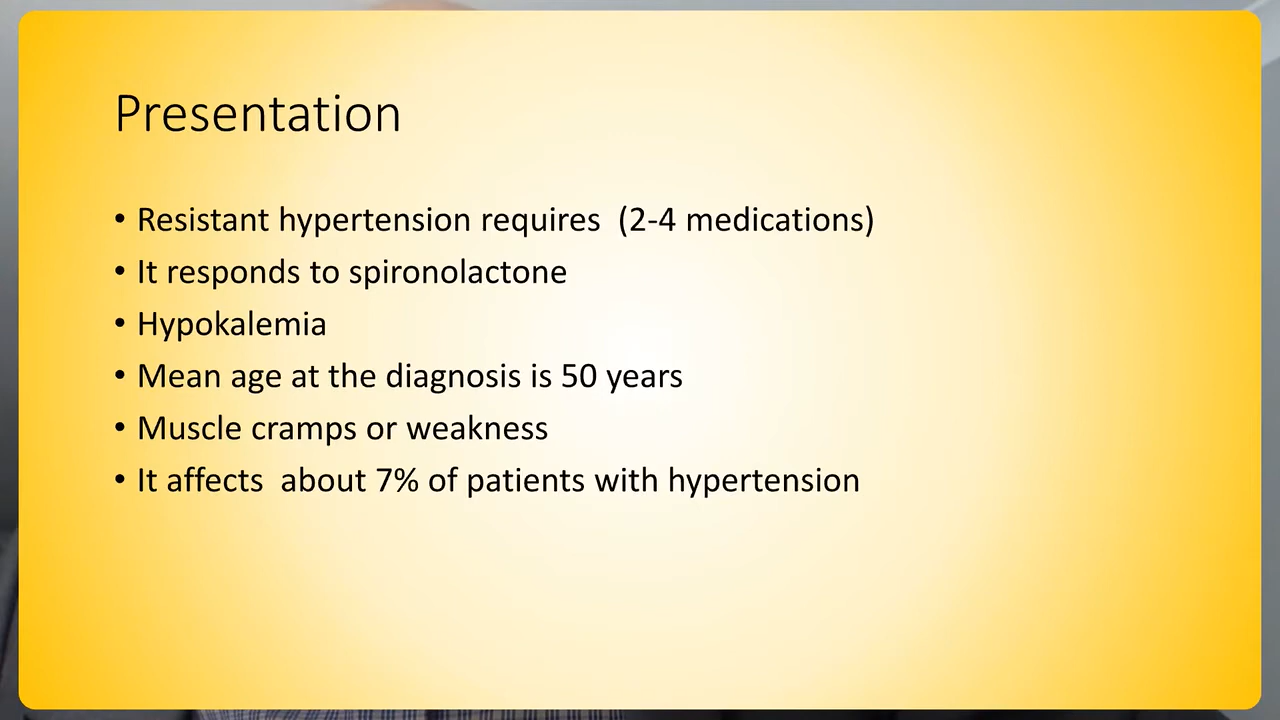 Presentation
• Resistant hypertension requires  (2-4 medications)
• It responds to spironolactone
• Hypokalemia
• Mean age at the diagnosis is 50 years
• Muscle cramps or weakness
• It affects  about 7% of patients with hypertension